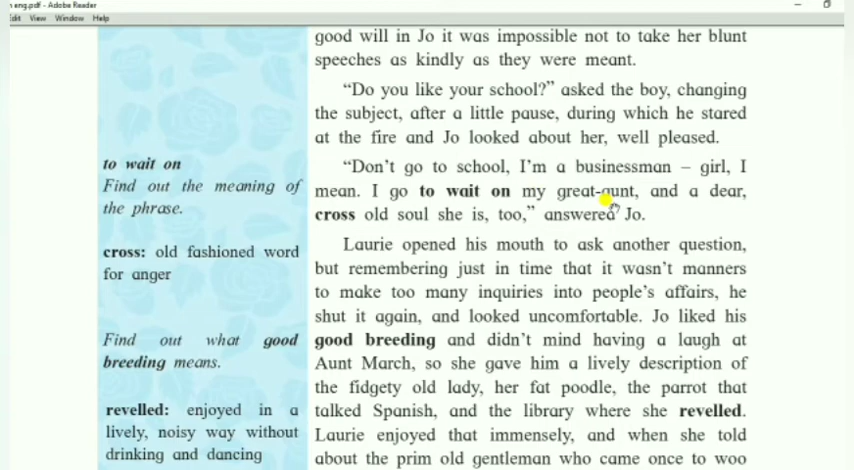 eng.pdf - Adobe Reader
Edit View Window Help
good will in Jo it was impossible not to take her blunt
speeches as kindly as they were meant.
“Do you like your school?” asked the boy, changing
the subject, after a little pause, during which he stared
at the fire and Jo looked about her, well pleased.
to wait on
Find out the meaning of
the phrase.
“Don’t go to school, I’m a businessman – girl, I
mean. I go to wait on my great-aunt, and a dear,
cross old soul she is, too,” answered Jo.
cross: old fashioned word
for anger
Laurie opened his mouth to ask another question,
but remembering just in time that it wasn’t manners
to make too many inquiries into people’s affairs, he
shut it again, and looked uncomfortable. Jo liked his
good breeding and didn’t mind having a laugh at
Aunt March, so she gave him a lively description of
the fidgety old lady, her fat poodle, the parrot that
talked Spanish, and the library where she revelled.
Laurie enjoyed that immensely, and when she told
about the prim old gentleman who came once to woo
Find out what good
breeding means.
revelled: enjoyed in a
lively, noisy way without
drinking and dancing